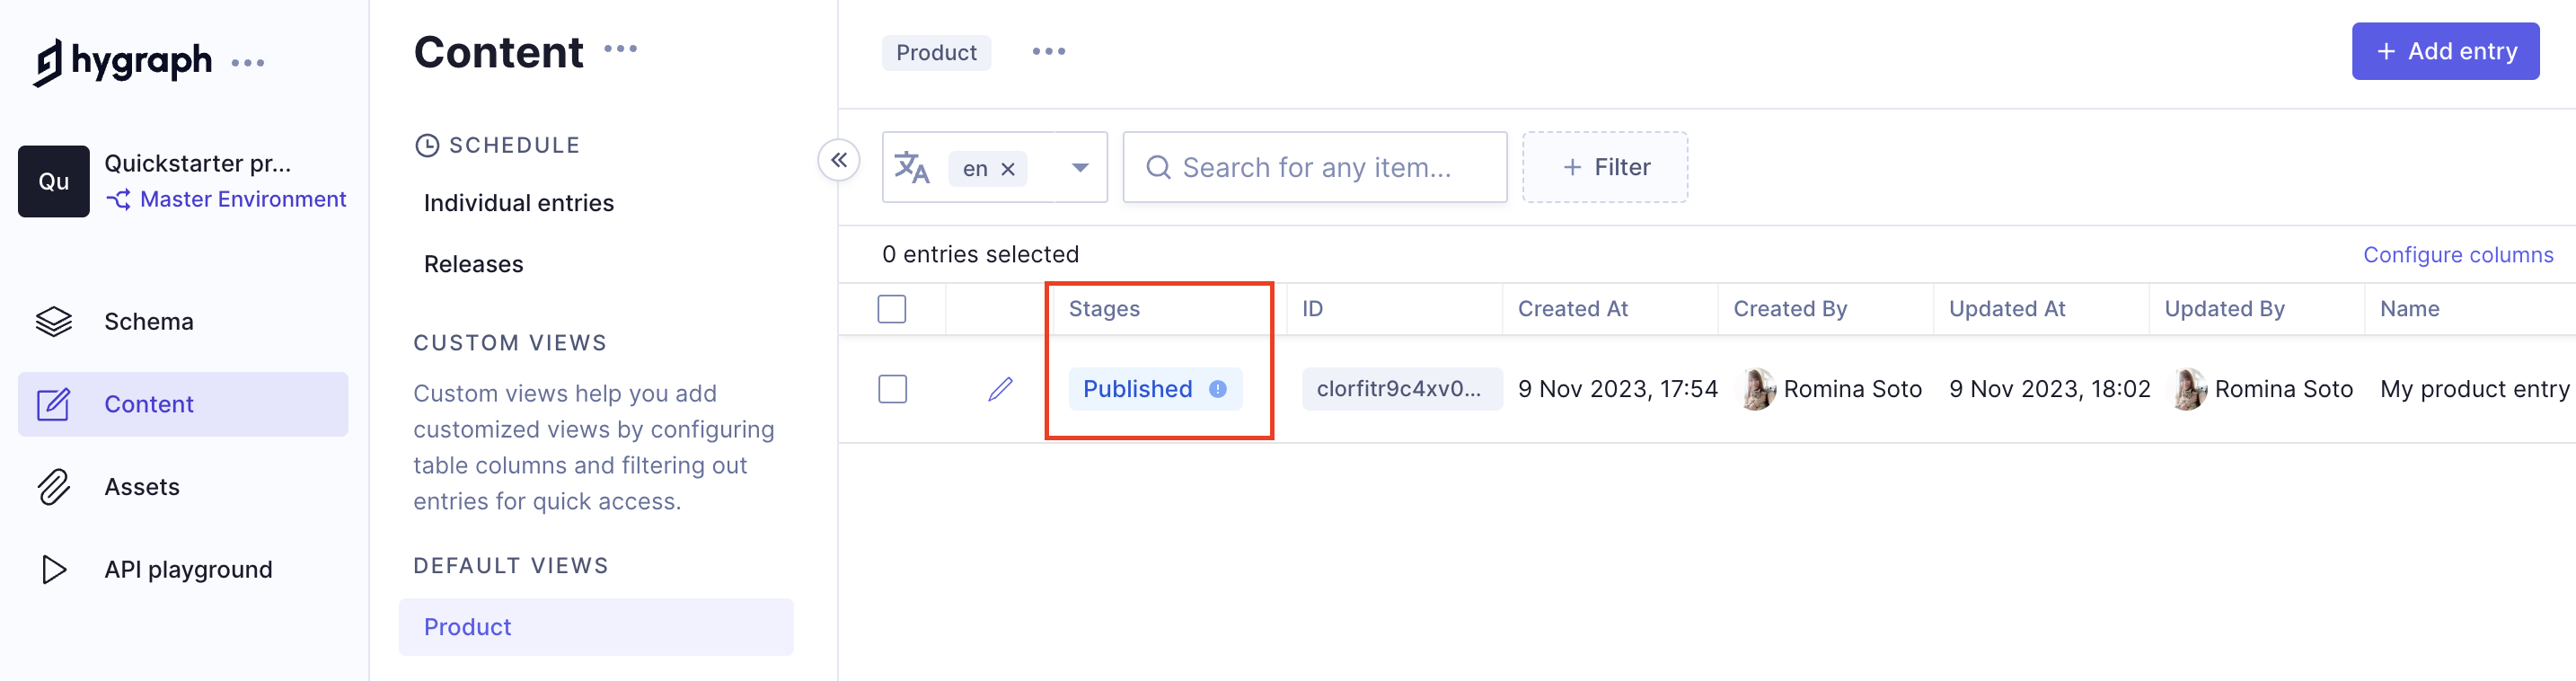 hygraph
Qu
Quickstarter pr...
Master Environment
Schema
Content
Assets
API playground
Content
SCHEDULE
Individual entries
Releases
CUSTOM VIEWS
Custom views help you add
customized views by configuring
table columns and filtering out
entries for quick access.
DEFAULT VIEWS
Product
Product
+ Add entry
en
Search for any item...
+ Filter
0 entries selected
Configure columns
Stages ID Created At Created By Updated At Updated By Name
Published clorfitr9c4xv0... 9 Nov 2023, 17:54 Romina Soto 9 Nov 2023, 18:02 Romina Soto My product entry